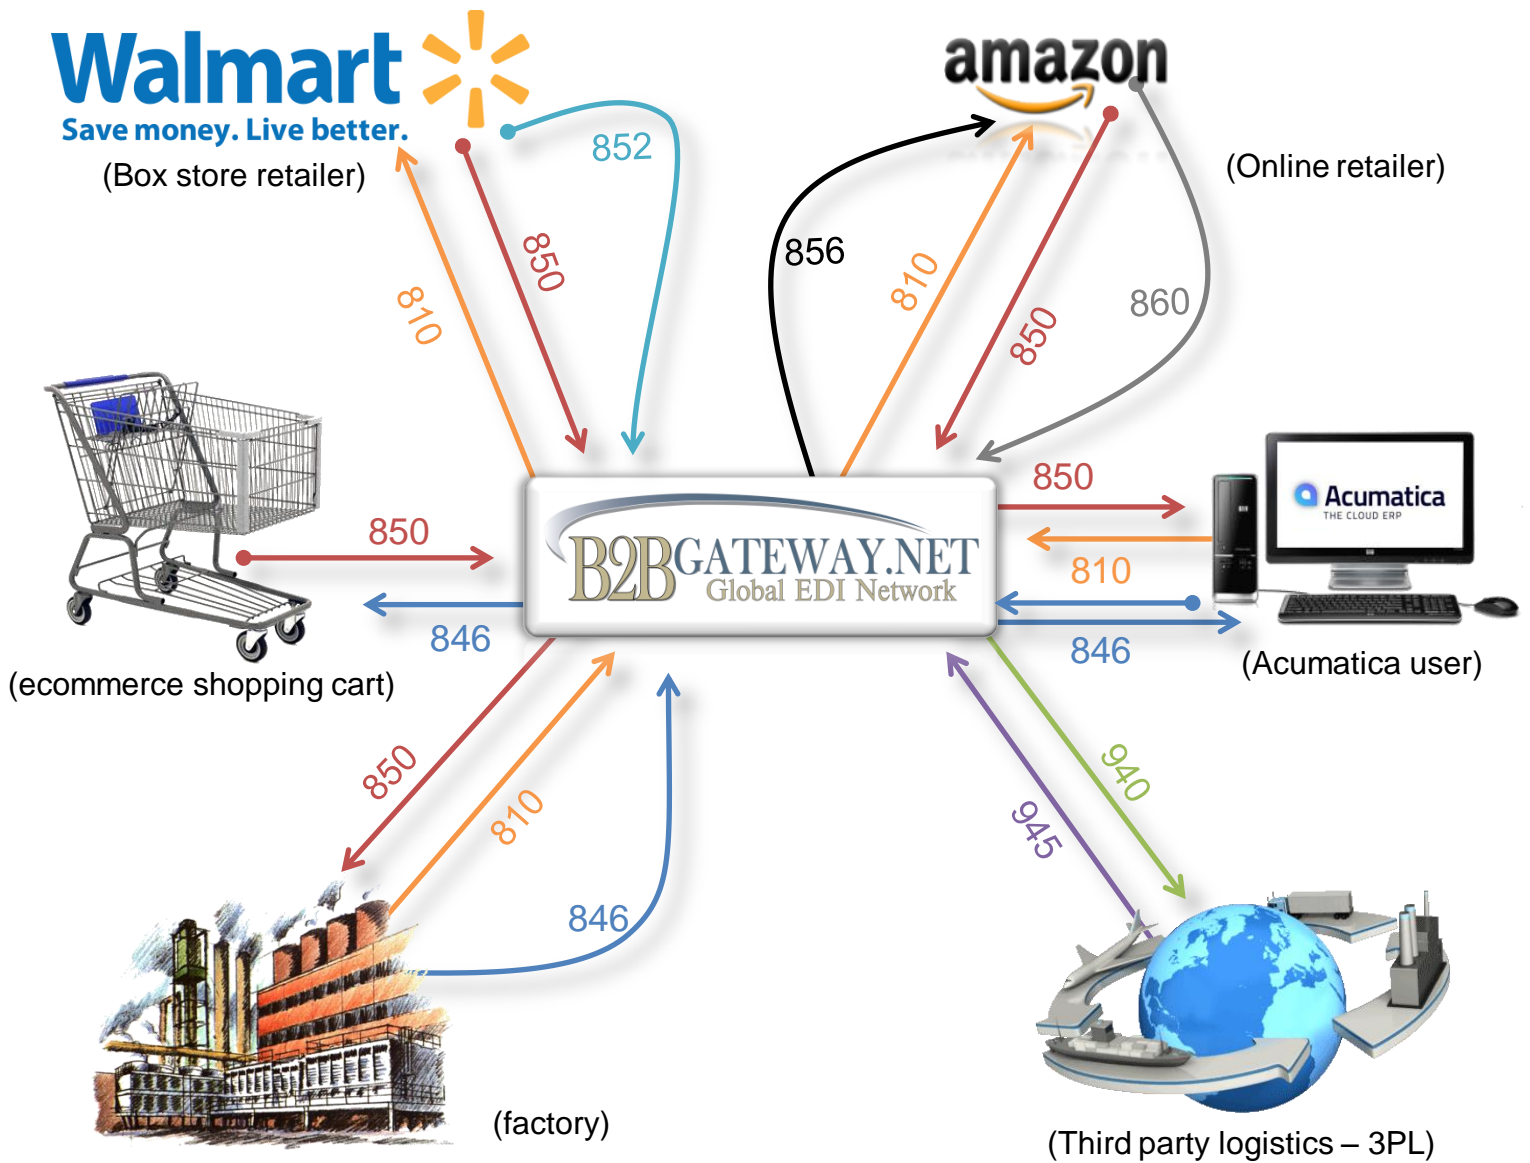 Walmart
Save money. Live better.
(Box store retailer)
amazon
(Online retailer)
852
850
810
856
810
850
860
850
846
(ecommerce shopping cart)
B2BGATEWAY.NET
Global EDI Network
850
810
846
Acumatica
THE CLOUD ERP
(Acumatica user)
850
810
846
(factory)
940
945
(Third party logistics – 3PL)